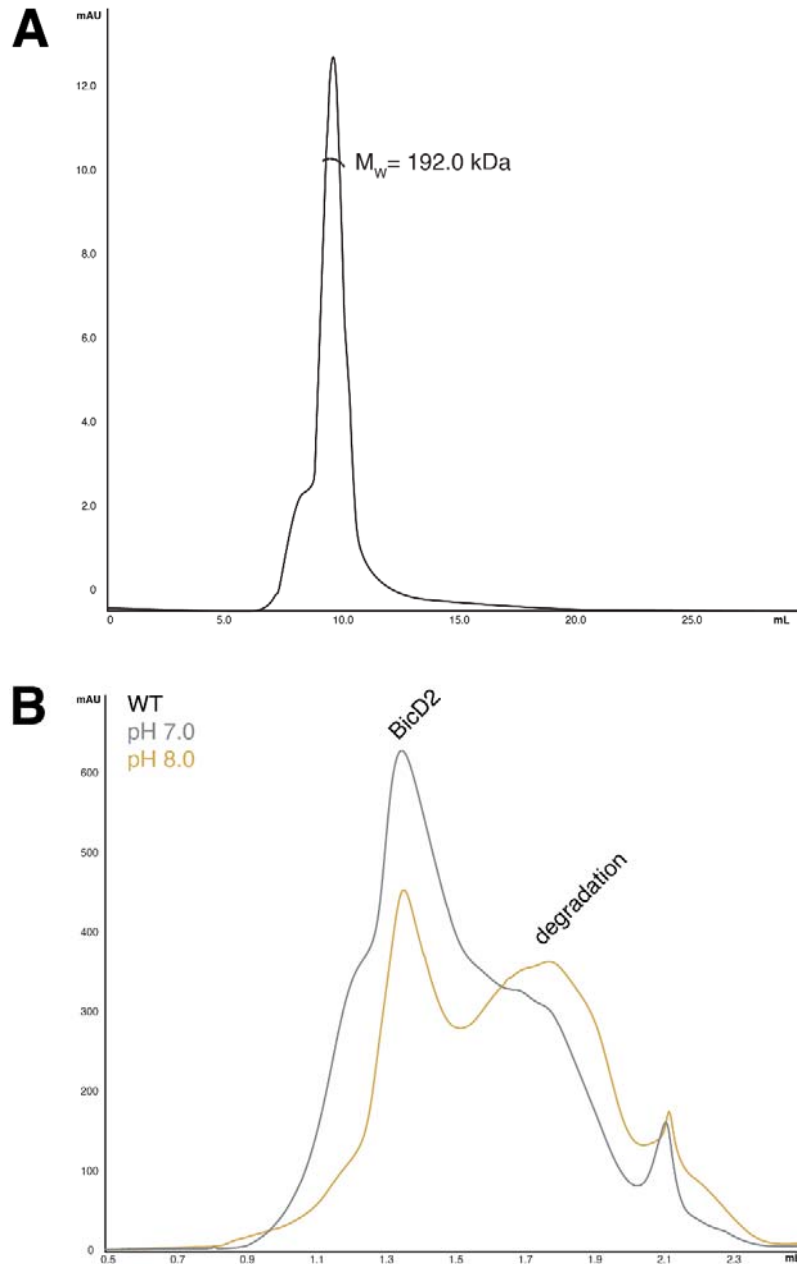 A
mAU
12.0
10.0
MW= 192.0 kDa
8.0
6.0
4.0
2.0
0
0 5.0 10.0 15.0 20.0 25.0 mL
B
mAU
WT
pH 7.0
pH 8.0
BicD2
degradation
600
500
400
300
200
100
0
0.5 0.7 0.9 1.1 1.3 1.5 1.7 1.9 2.1 2.3 mL